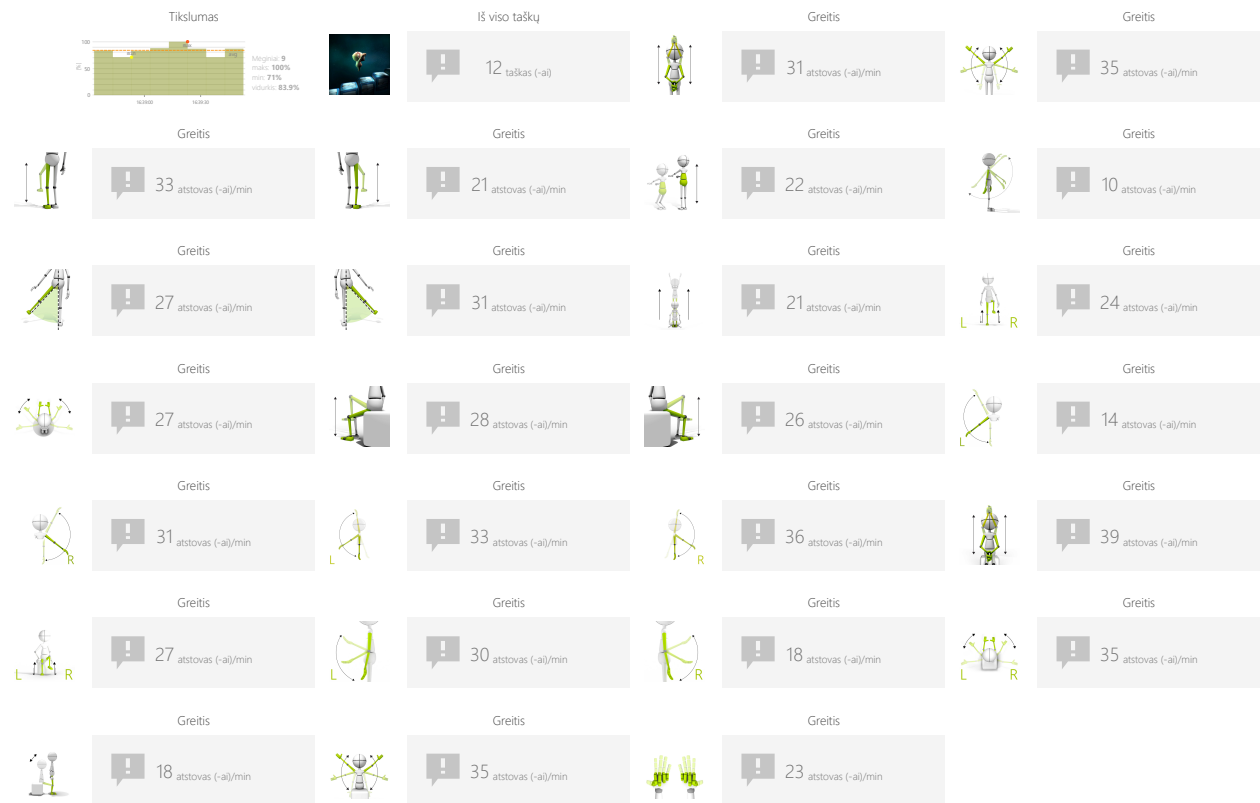 Tikslumas
100
50
0
[%]
16:39:00
16:39:30
Mėginiai: 9
maks: 100%
min: 71%
vidurkis: 83.9%
Iš viso taškų
12 taškas (-ai)
Greitis
31 atstovas (-ai)/min
Greitis
35 atstovas (-ai)/min
Greitis
33 atstovas (-ai)/min
Greitis
21 atstovas (-ai)/min
Greitis
22 atstovas (-ai)/min
Greitis
10 atstovas (-ai)/min
Greitis
27 atstovas (-ai)/min
Greitis
31 atstovas (-ai)/min
Greitis
21 atstovas (-ai)/min
Greitis
L R
24 atstovas (-ai)/min
Greitis
27 atstovas (-ai)/min
Greitis
28 atstovas (-ai)/min
Greitis
26 atstovas (-ai)/min
Greitis
L
14 atstovas (-ai)/min
Greitis
R
31 atstovas (-ai)/min
Greitis
L
33 atstovas (-ai)/min
Greitis
R
36 atstovas (-ai)/min
Greitis
39 atstovas (-ai)/min
Greitis
L R
27 atstovas (-ai)/min
Greitis
L
30 atstovas (-ai)/min
Greitis
R
18 atstovas (-ai)/min
Greitis
L R
35 atstovas (-ai)/min
Greitis
18 atstovas (-ai)/min
Greitis
35 atstovas (-ai)/min
Greitis
23 atstovas (-ai)/min